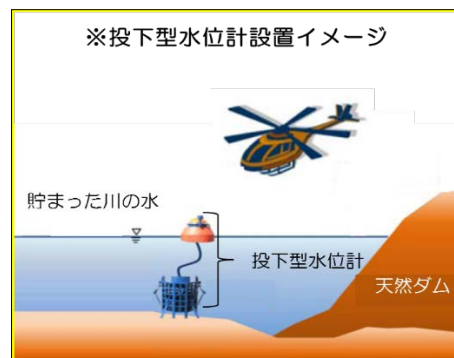 ※投下型水位計設置イメージ
貯まった川の水
投下型水位計
天然ダム